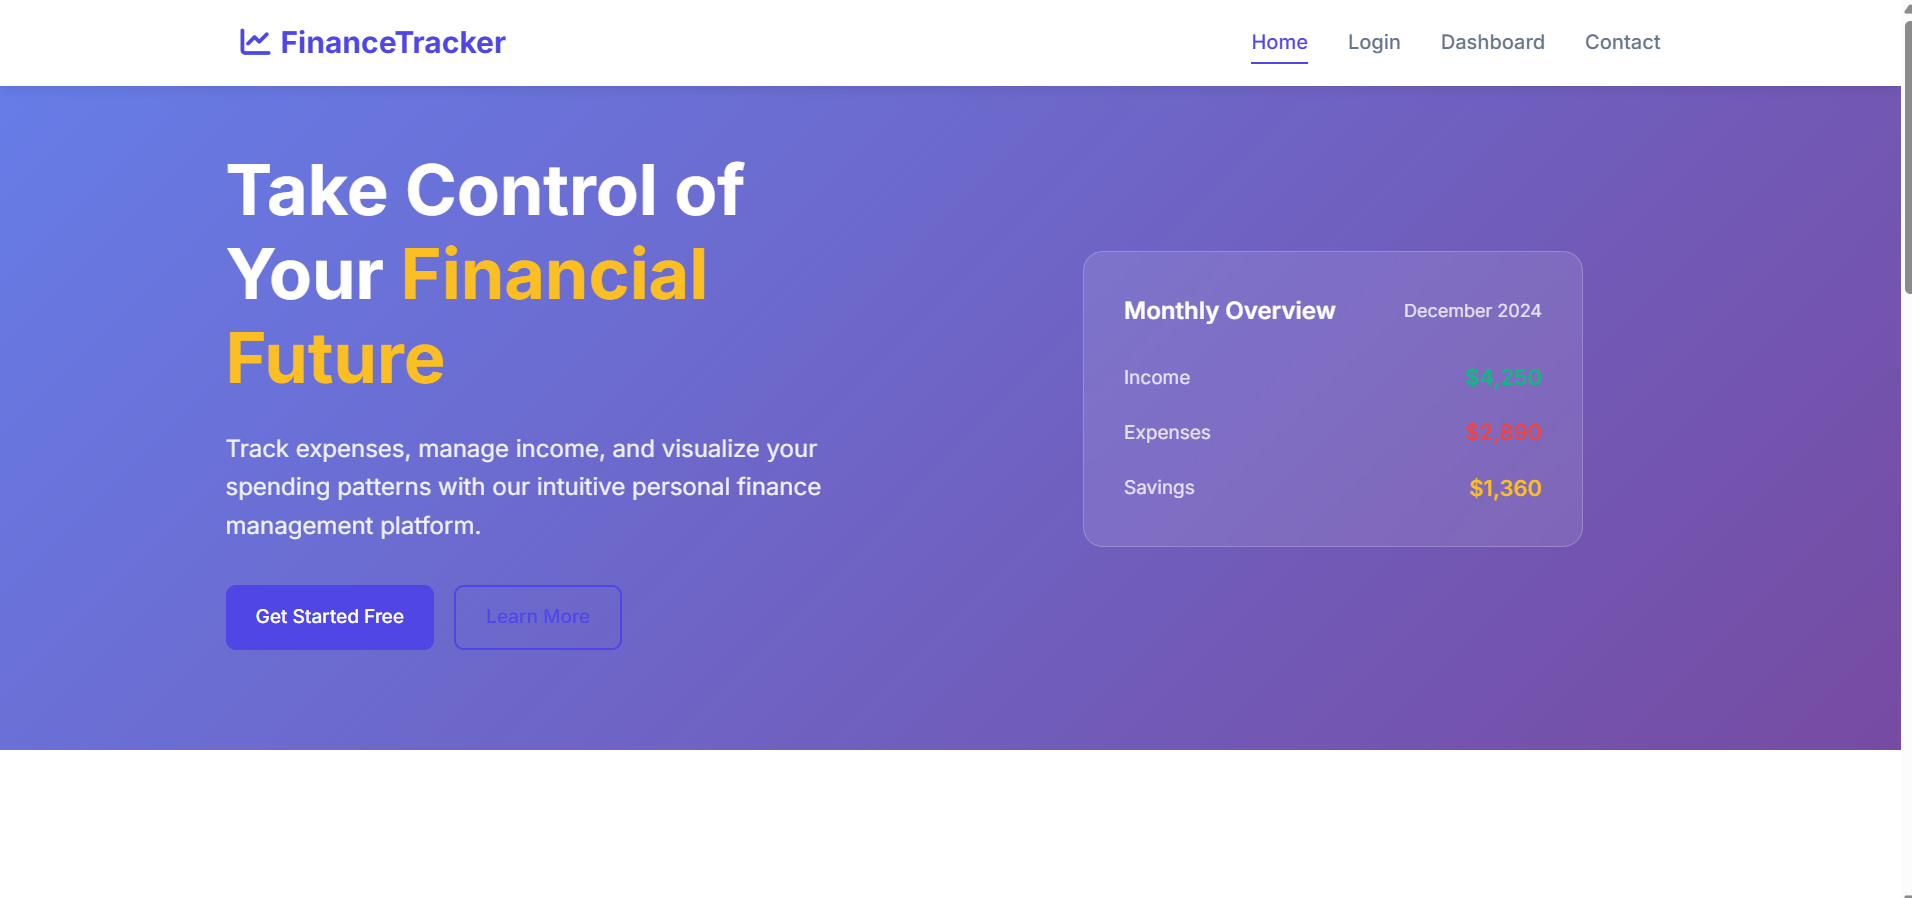 FinanceTracker
Home
Login
Dashboard
Contact
Take Control of
Your Financial
Future
Track expenses, manage income, and visualize your
spending patterns with our intuitive personal finance
management platform.
Get Started Free
Learn More
Monthly Overview
December 2024
Income
$4,250
Expenses
$2,890
Savings
$1,360